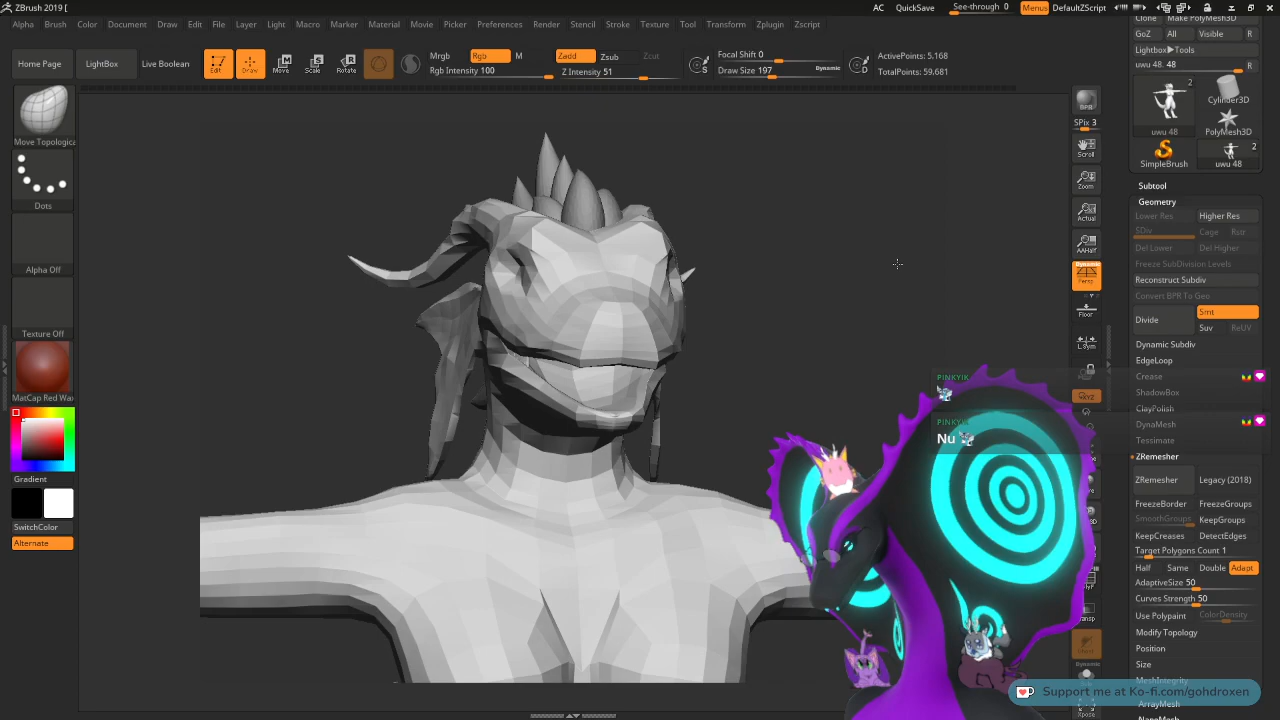 ZBrush 2019 [
AC QuickSave See-through 0 Menus DefaultZScript
Alpha Brush Color Document Draw Edit File Layer Light Macro Marker Material Movie Picker Preferences Render Stencil Stroke Texture Tool Transform Zplugin Zscript
Home Page LightBox Live Boolean Edit Draw Move Scale Rotate
Mrgb Rgb M Zadd Zsub Zcut
Rgb Intensity 100 Z Intensity 51
Focal Shift 0
Draw Size 197 Dynamic
ActivePoints: 5,168
TotalPoints: 59,681
Move Topologica
Dots
Alpha Off
Texture Off
MatCap Red Wax
Gradient
SwitchColor
Alternate
BPR
SPix 3
Scroll
Zoom
Actual
AAHalf
Dynamic
Persp
Floor
L.Sym
Dynamic
Xpose
Clone Make PolyMesh3D
GoZ All Visible R
Lightbox▶Tools
uwu 48. 48 R
2
uwu 48
Cylinder3D
PolyMesh3D
SimpleBrush
2
uwu 48
Subtool
Geometry
Lower Res Higher Res
SDiv Cage Rstr
Del Lower Del Higher
Freeze SubDivision Levels
Reconstruct Subdiv
Convert BPR To Geo
Divide Smt
Suv ReUV
Dynamic Subdiv
EdgeLoop
Crease
ShadowBox
ClayPolish
DynaMesh
Tessimate
ZRemesher
ZRemesher Legacy (2018)
FreezeBorder FreezeGroups
SmoothGroups KeepGroups
KeepCreases DetectEdges
Target Polygons Count 1
Half Same Double Adapt
AdaptiveSize 50
Curves Strength 50
Use Polypaint ColorDensity
Modify Topology
Position
Size
MeshIntegrity
PINKYIK
PINKYIK
Nu
Support me at Ko-fi.com/gohdroxen